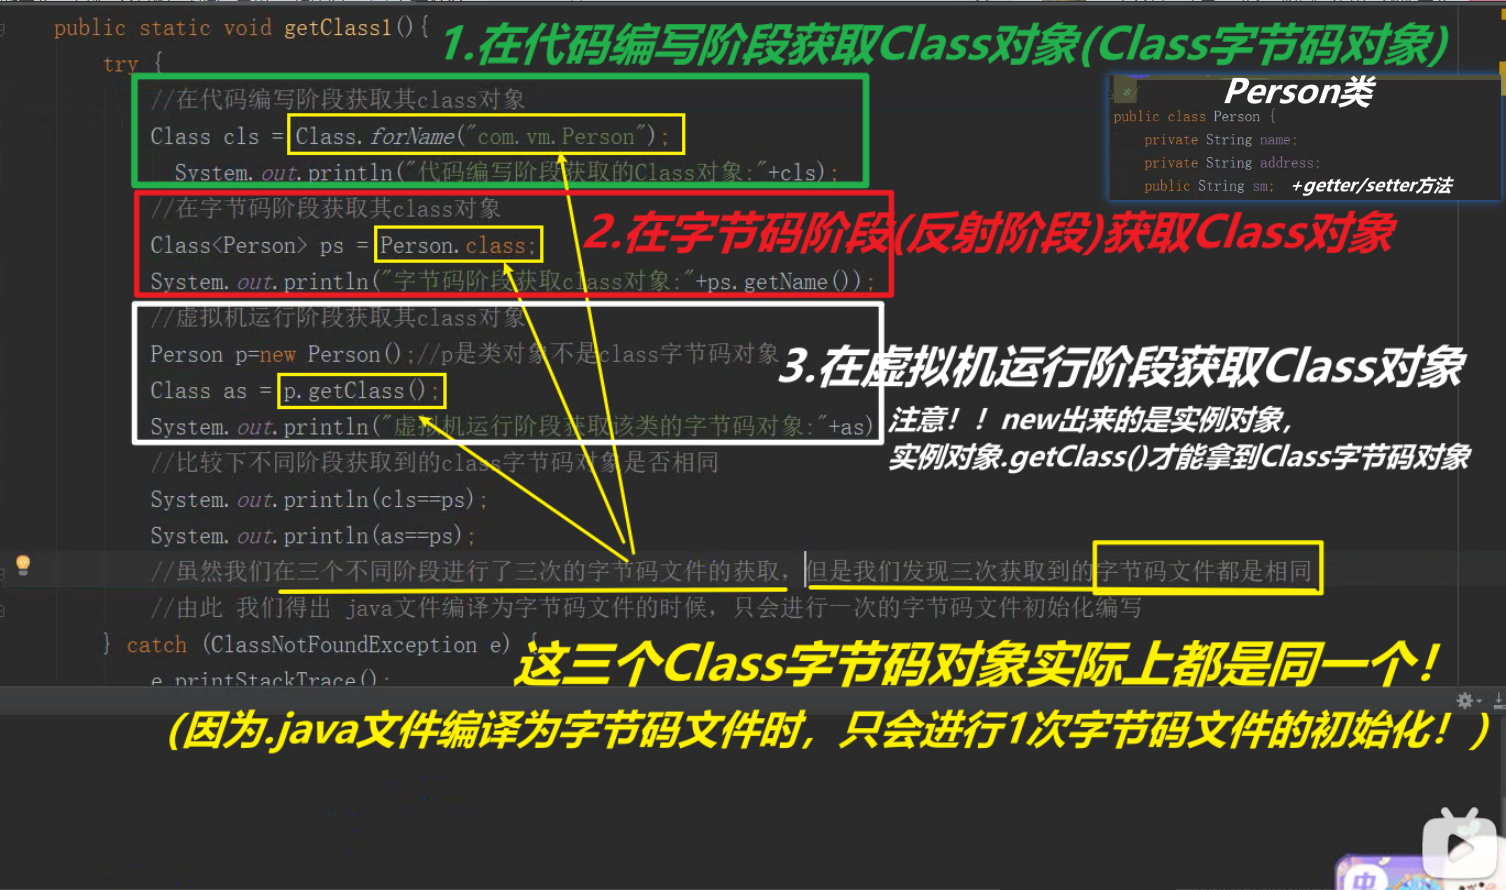 public static void getClass1(){
1.在代码编写阶段获取Class对象(Class字节码对象)
try {
//在代码编写阶段获取其class对象
Class cls = Class.forName("com.vm.Person");
System.out.println("代码编写阶段获取的Class对象:"+cls);
*/
Person类
public class Person {
private String name;
private String address;
public String sm; +getter/setter方法
//在字节码阶段获取其class对象
Class<Person> ps = Person.class;
System.out.println("字节码阶段获取class对象:"+ps.getName());
2.在字节码阶段(反射阶段)获取Class对象
//虚拟机运行阶段获取其class对象
Person p=new Person();//p是类对象不是class字节码对象
Class as = p.getClass();
System.out.println("虚拟机运行阶段获取该类的字节码对象:"+as)
3.在虚拟机运行阶段获取Class对象
注意！！new出来的是实例对象，
实例对象.getClass()才能拿到Class字节码对象
//比较下不同阶段获取到的class字节码对象是否相同
System.out.println(cls==ps);
System.out.println(as==ps);
//虽然我们在三个不同阶段进行了三次的字节码文件的获取，但是我们发现三次获取到的字节码文件都是相同
//由此 我们得出 java文件编译为字节码文件的时候，只会进行一次的字节码文件初始化编写
} catch (ClassNotFoundException e) {
e.printStackTrace();
这三个Class字节码对象实际上都是同一个！
(因为.java文件编译为字节码文件时，只会进行1次字节码文件的初始化！)
中